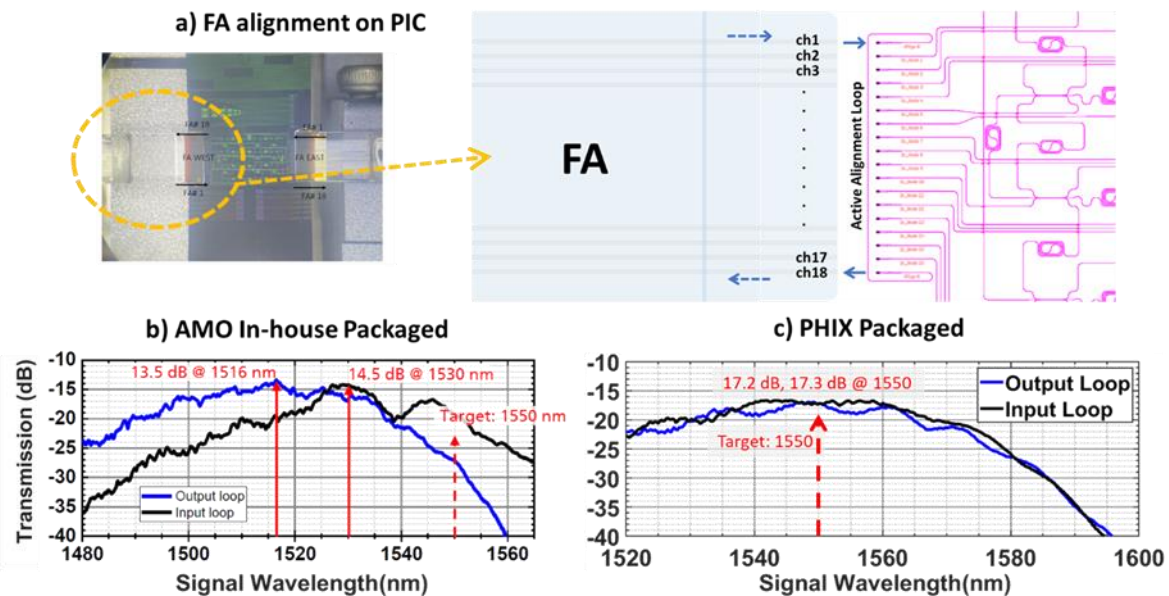 a) FA alignment on PIC
FA# 18
FA# 1
FA WEST
FA EAST
FA# 1
FA# 18
FA
ch1
ch2
ch3
ch17
ch18
Active Alignment Loop
b) AMO In-house Packaged
Transmission (dB)
-10
-15
-20
-25
-30
-35
-40
13.5 dB @ 1516 nm
14.5 dB @ 1530 nm
Target: 1550 nm
Output loop
Input loop
1480
1500
1520
1540
1560
Signal Wavelength(nm)
c) PHIX Packaged
-10
-15
-20
-25
-30
-35
-40
17.2 dB, 17.3 dB @ 1550
Target: 1550
Output Loop
Input Loop
1520
1540
1560
1580
1600
Signal Wavelength(nm)